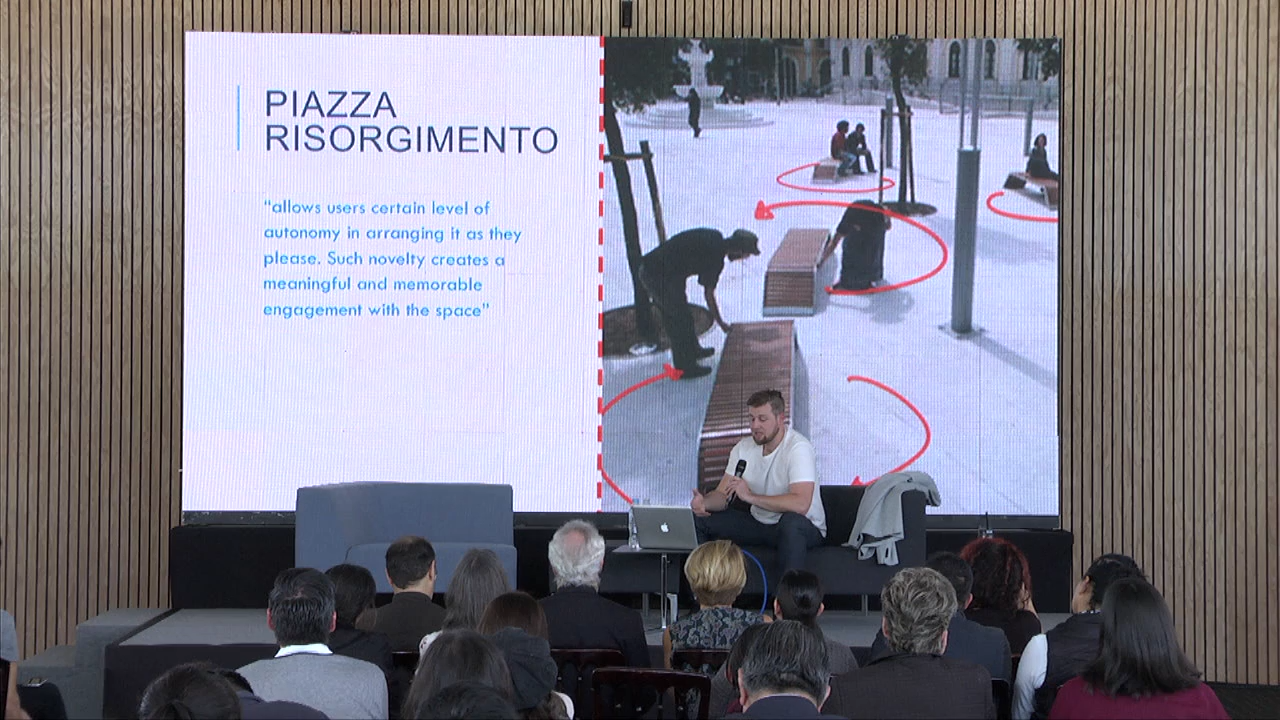 PIAZZA
RISORGIMENTO
"allows users certain level of
autonomy in arranging it as they
please. Such novelty creates a
meaningful and memorable
engagement with the space"